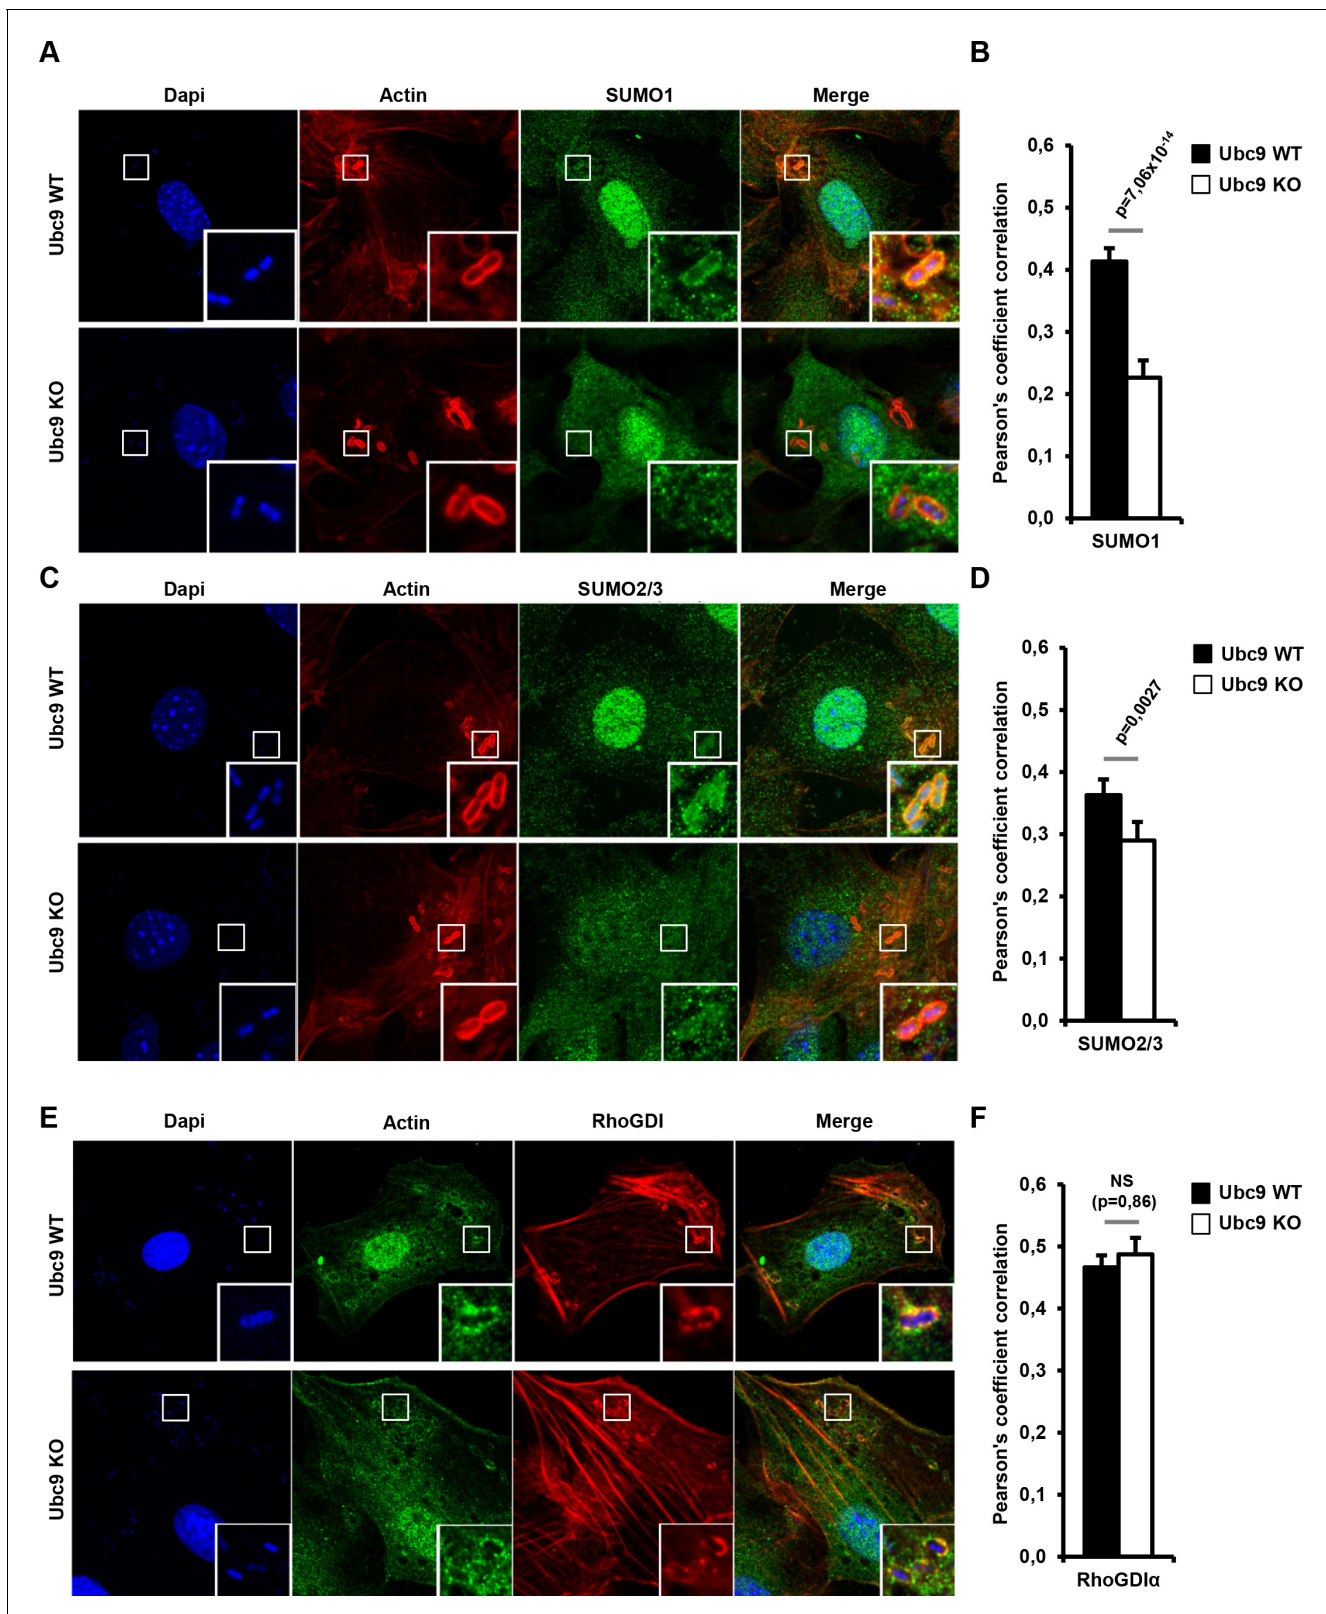 A
Dapi Actin SUMO1 Merge
Ubc9 WT
Ubc9 KO
B
0,6
0,5
0,4
0,3
0,2
0,1
0,0
Pearson's coefficient correlation
p=7,06x10⁻¹⁴
Ubc9 WT
Ubc9 KO
SUMO1
C
Dapi Actin SUMO2/3 Merge
Ubc9 WT
Ubc9 KO
D
0,6
0,5
0,4
0,3
0,2
0,1
0,0
Pearson's coefficient correlation
p=0,0027
Ubc9 WT
Ubc9 KO
SUMO2/3
E
Dapi Actin RhoGDI Merge
Ubc9 WT
Ubc9 KO
F
0,6
0,5
0,4
0,3
0,2
0,1
0,0
Pearson's coefficient correlation
NS
(p=0,86)
Ubc9 WT
Ubc9 KO
RhoGDIα